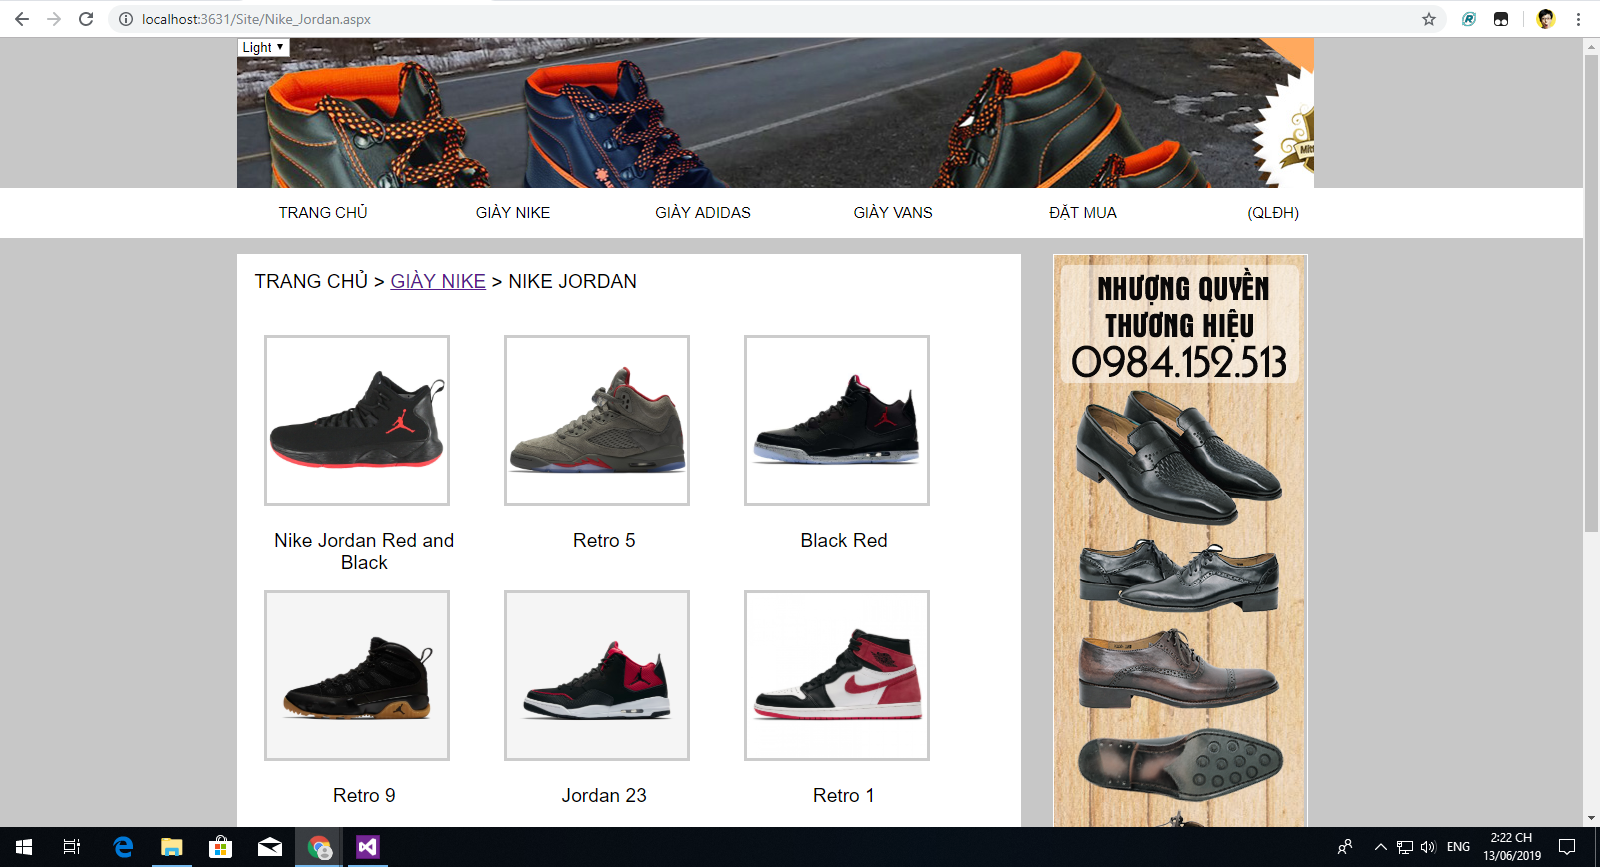 localhost:3631/Site/Nike_Jordan.aspx
Light
TRANG CHỦ
GIÀY NIKE
GIÀY ADIDAS
GIÀY VANS
ĐẶT MUA
(QLĐH)
TRANG CHỦ > GIÀY NIKE > NIKE JORDAN
Nike Jordan Red and
Black
Retro 5
Black Red
Retro 9
Jordan 23
Retro 1
NHƯỢNG QUYỀN
THƯƠNG HIỆU
0984.152.513
ENG
2:22 CH
13/06/2019